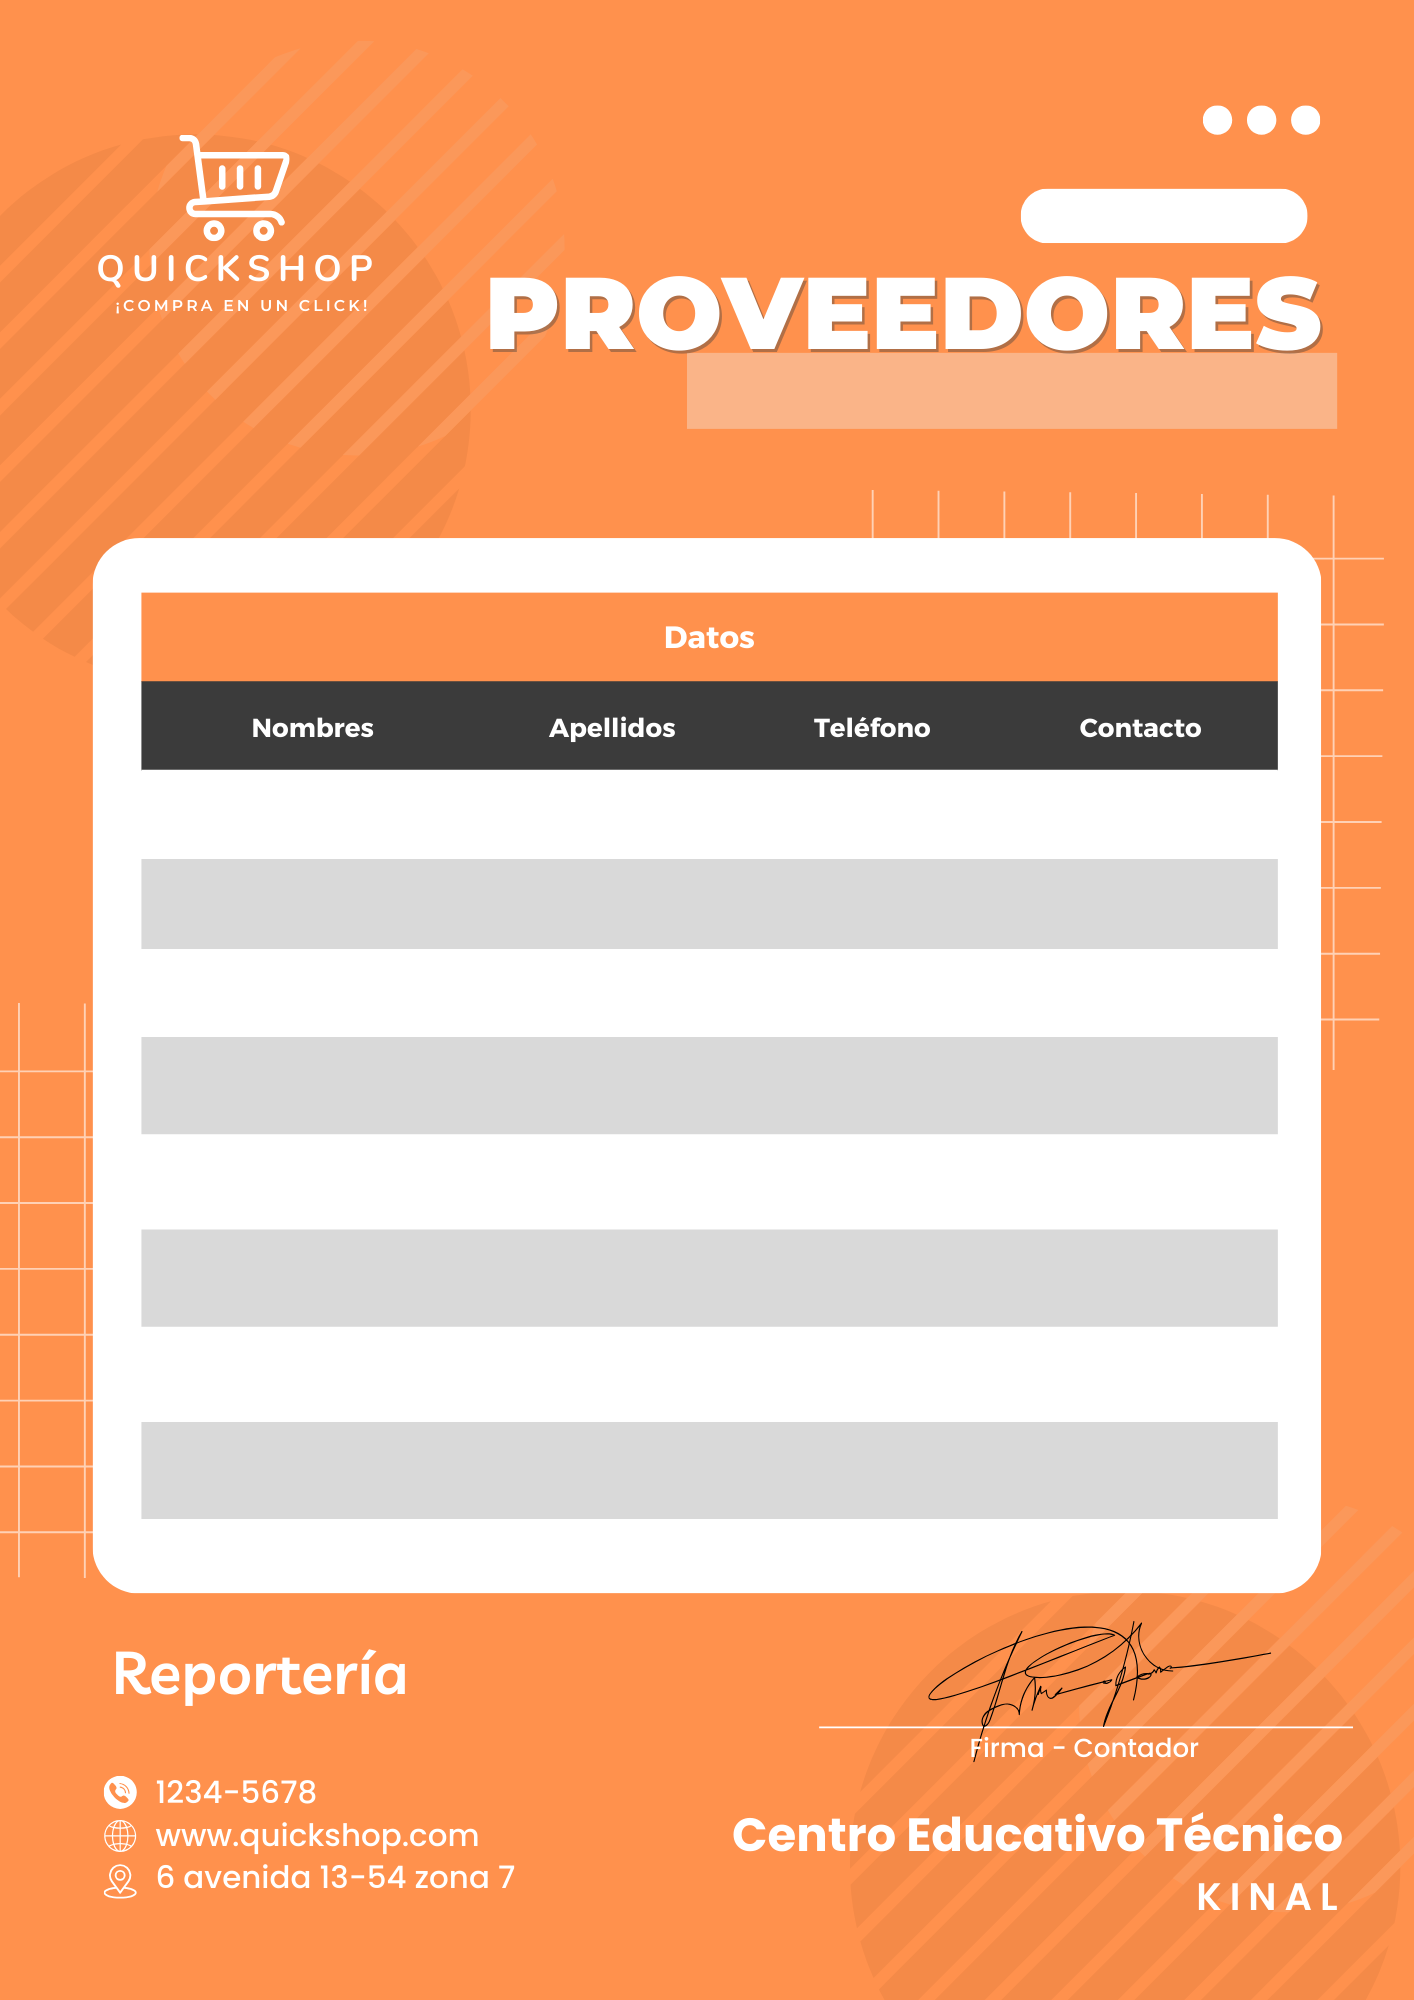 QUICKSHOP
¡COMPRA EN UN CLICK!
PROVEEDORES
Datos
Nombres Apellidos Teléfono Contacto
Reportería
1234-5678
www.quickshop.com
6 avenida 13-54 zona 7
Firma - Contador
Centro Educativo Técnico
KINAL